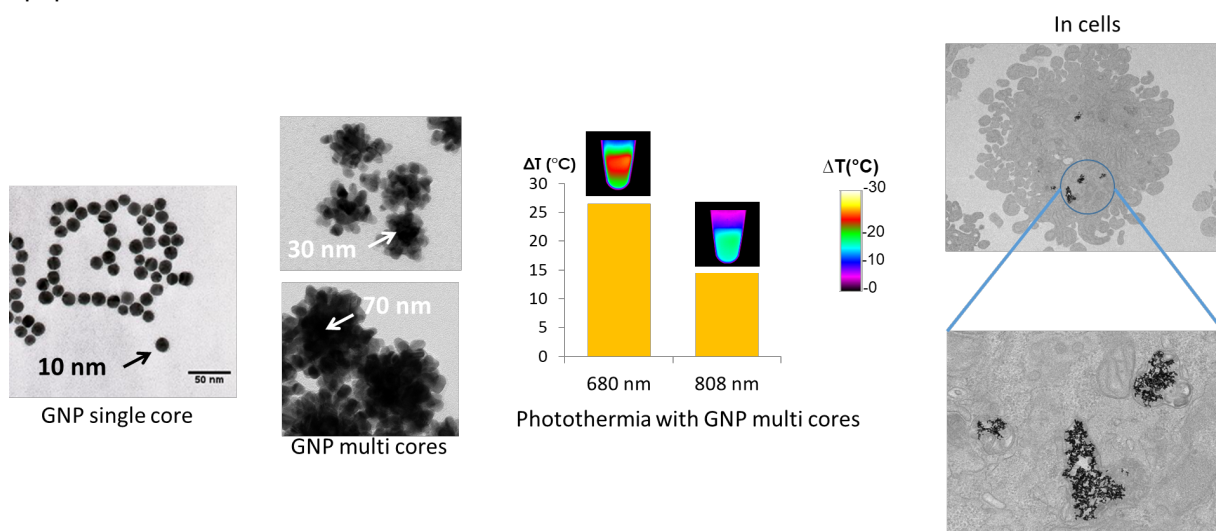 In cells
10 nm
50 nm
GNP single core
30 nm
70 nm
GNP multi cores
ΔT (°C)
30
25
20
15
10
5
0
680 nm
808 nm
Photothermia with GNP multi cores
ΔT(°C)
-30
-20
-10
-0